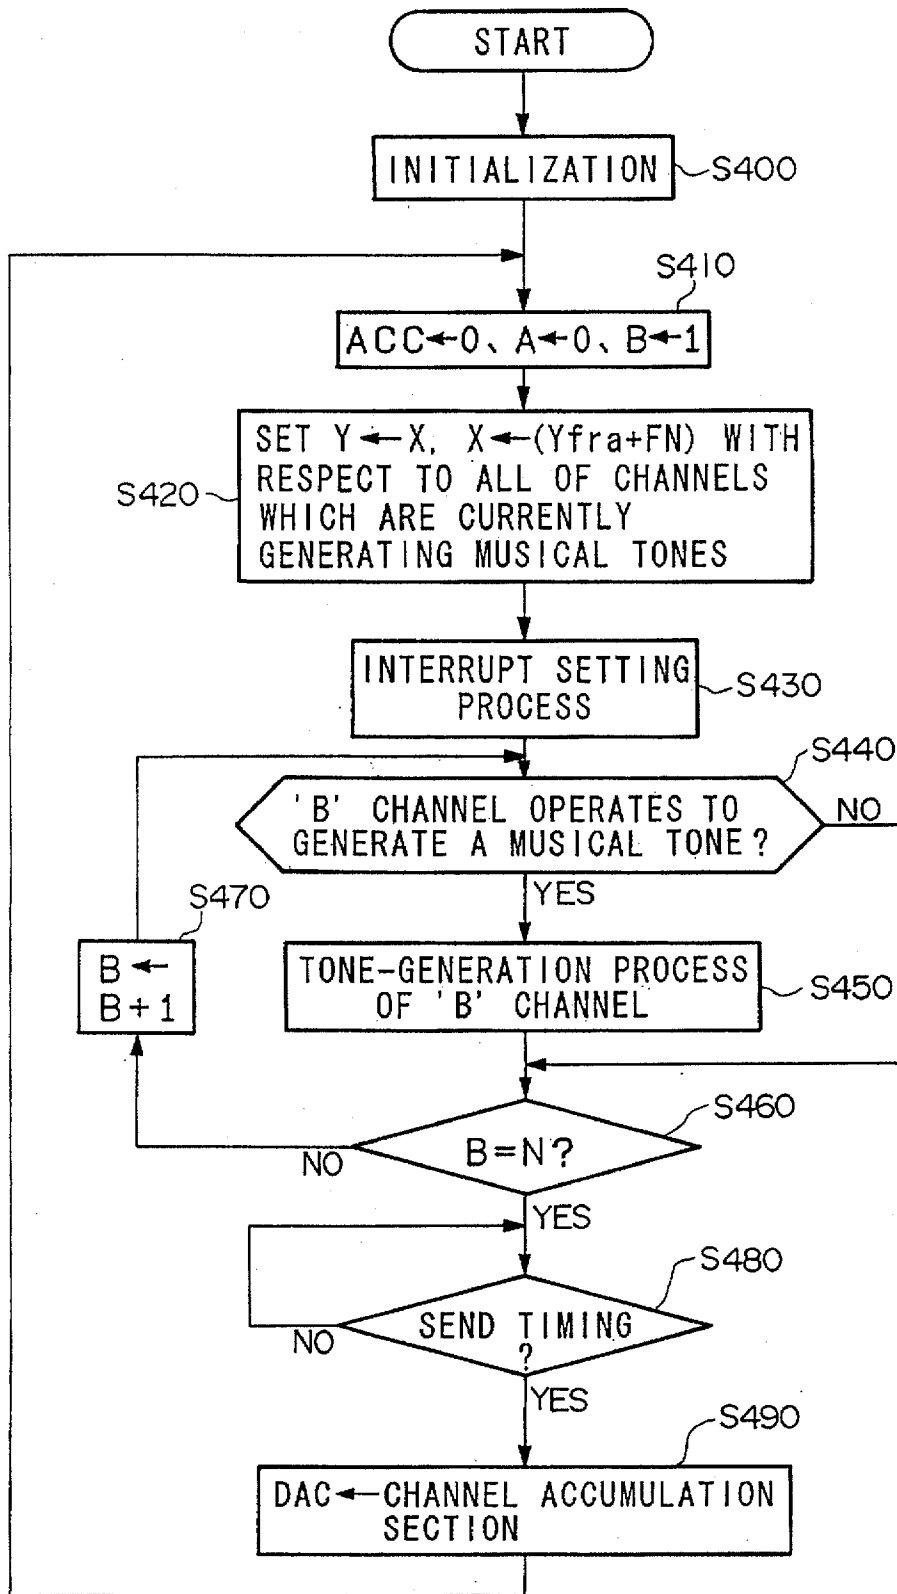 START
INITIALIZATION
S400
S410
ACC←0、A←0、B←1
SET Y←X, X←(Yfra+FN) WITH
RESPECT TO ALL OF CHANNELS
WHICH ARE CURRENTLY
GENERATING MUSICAL TONES
S420
INTERRUPT SETTING
PROCESS
S430
S440
'B' CHANNEL OPERATES TO
GENERATE A MUSICAL TONE?
NO
YES
S470
B←
B+1
TONE-GENERATION PROCESS
OF 'B' CHANNEL
S450
S460
B=N?
NO
YES
S480
SEND TIMING
?
NO
YES
S490
DAC←CHANNEL ACCUMULATION
SECTION